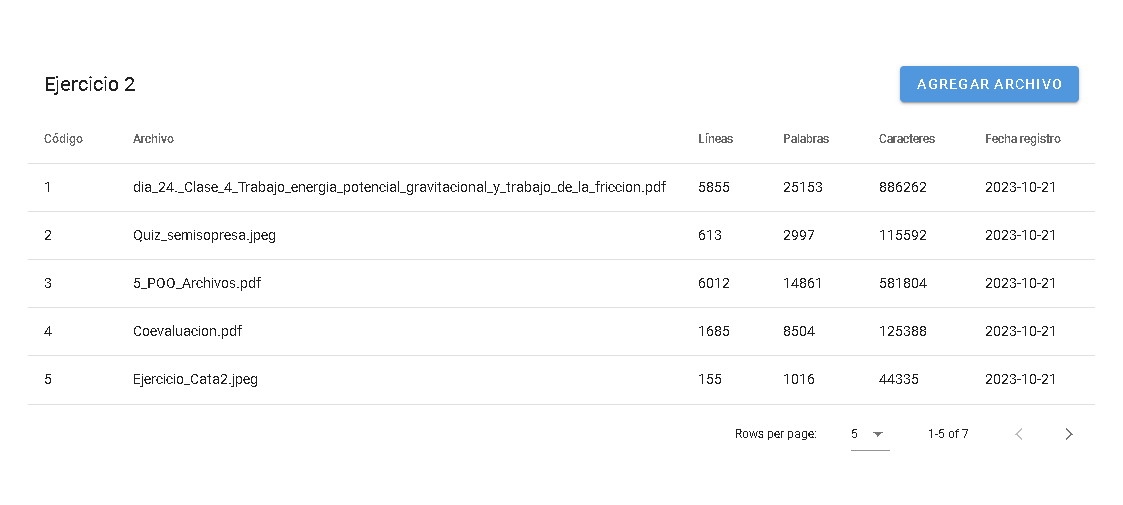 Ejercicio 2 AGREGAR ARCHIVO
Código Archivo Líneas Palabras Caracteres Fecha registro
1 dia_24._Clase_4_Trabajo_energia_potencial_gravitacional_y_trabajo_de_la_friccion.pdf 5855 25153 886262 2023-10-21
2 Quiz_semisopresa.jpeg 613 2997 115592 2023-10-21
3 5_POO_Archivos.pdf 6012 14861 581804 2023-10-21
4 Coevaluacion.pdf 1685 8504 125388 2023-10-21
5 Ejercicio_Cata2.jpeg 155 1016 44335 2023-10-21
Rows per page: 5 1-5 of 7